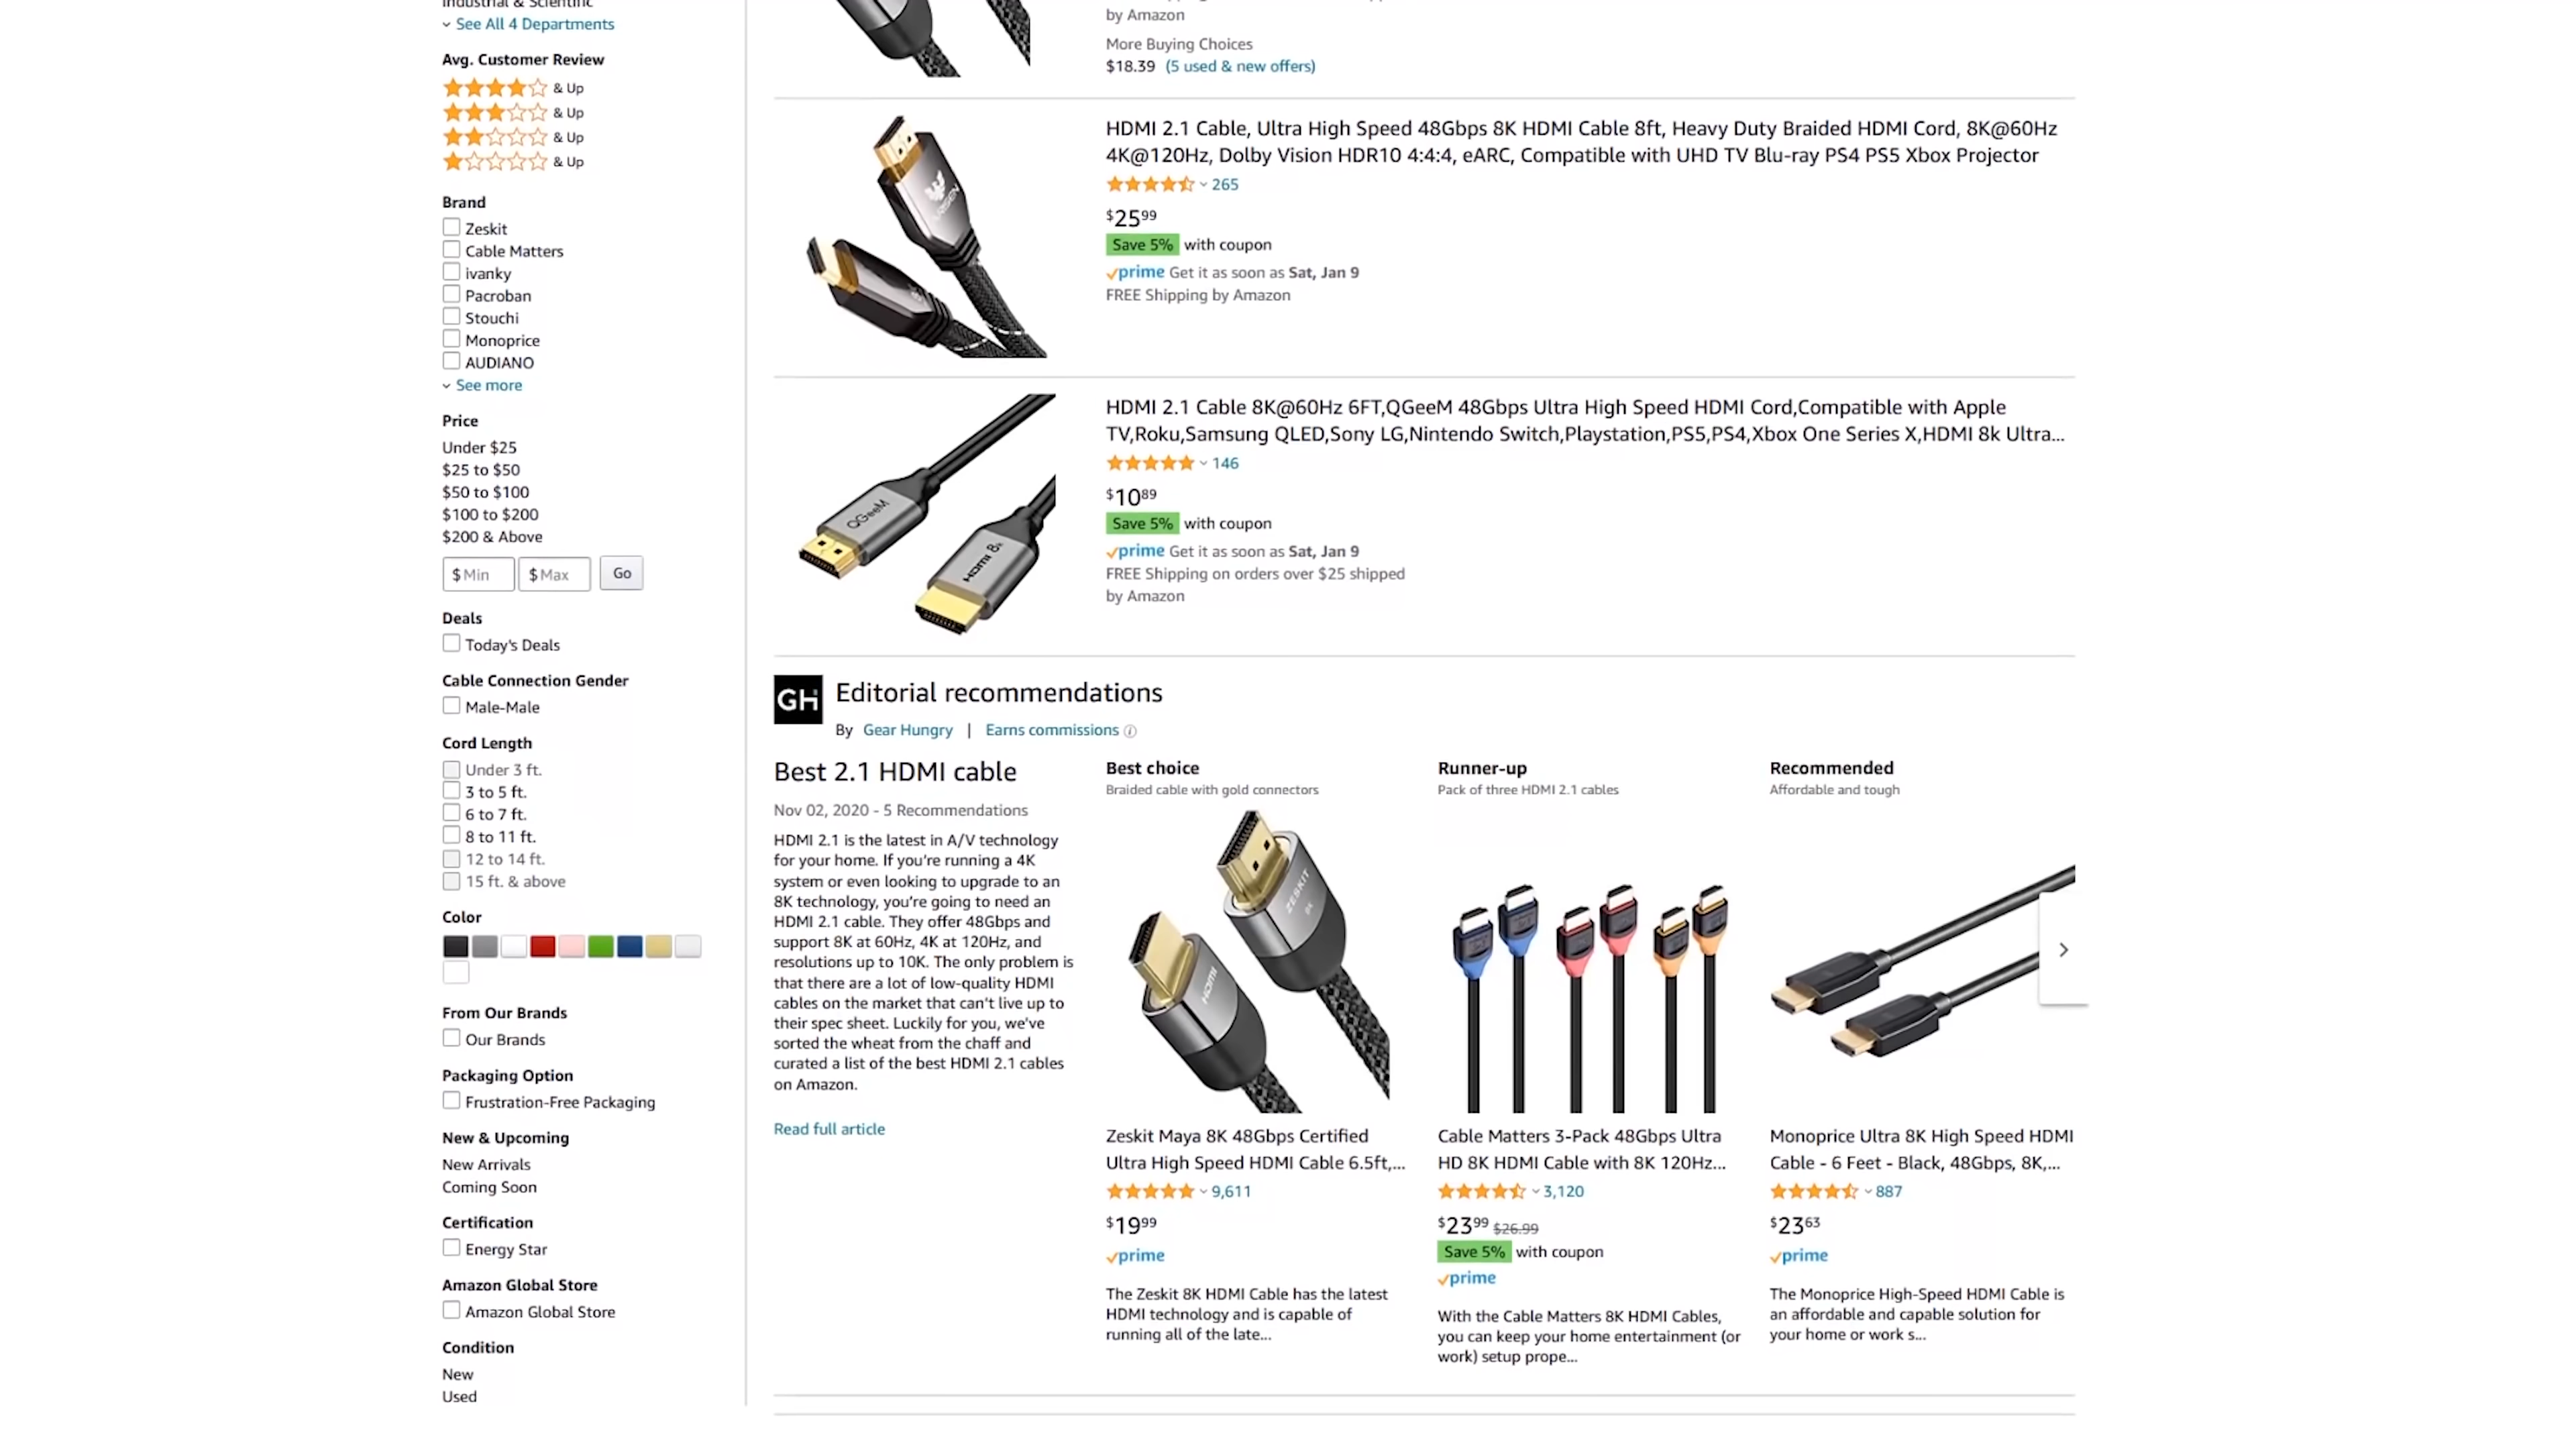 See All 4 Departments
Avg. Customer Review
& Up
& Up
& Up
& Up
Brand
Zeskit
Cable Matters
ivanky
Pacroban
Stouchi
Monoprice
AUDIANO
See more
Price
Under $25
$25 to $50
$50 to $100
$100 to $200
$200 & Above
$ Min $ Max Go
Deals
Today's Deals
Cable Connection Gender
Male-Male
Cord Length
Under 3 ft.
3 to 5 ft.
6 to 7 ft.
8 to 11 ft.
12 to 14 ft.
15 ft. & above
Color
From Our Brands
Our Brands
Packaging Option
Frustration-Free Packaging
New & Upcoming
New Arrivals
Coming Soon
Certification
Energy Star
Amazon Global Store
Amazon Global Store
Condition
New
Used
by Amazon
More Buying Choices
$18.39 (5 used & new offers)
HDMI 2.1 Cable, Ultra High Speed 48Gbps 8K HDMI Cable 8ft, Heavy Duty Braided HDMI Cord, 8K@60Hz
4K@120Hz, Dolby Vision HDR10 4:4:4, eARC, Compatible with UHD TV Blu-ray PS4 PS5 Xbox Projector
265
$25 99
Save 5% with coupon
prime Get it as soon as Sat, Jan 9
FREE Shipping by Amazon
QGeeM
HDMI 8K
HDMI 2.1 Cable 8K@60Hz 6FT,QGeeM 48Gbps Ultra High Speed HDMI Cord,Compatible with Apple
TV,Roku,Samsung QLED,Sony LG,Nintendo Switch,Playstation,PS5,PS4,Xbox One Series X,HDMI 8k Ultra...
146
$10 89
Save 5% with coupon
prime Get it as soon as Sat, Jan 9
FREE Shipping on orders over $25 shipped
by Amazon
GH
Editorial recommendations
By Gear Hungry | Earns commissions
Best 2.1 HDMI cable
Nov 02, 2020 - 5 Recommendations
HDMI 2.1 is the latest in A/V technology
for your home. If you're running a 4K
system or even looking to upgrade to an
8K technology, you're going to need an
HDMI 2.1 cable. They offer 48Gbps and
support 8K at 60Hz, 4K at 120Hz, and
resolutions up to 10K. The only problem is
that there are a lot of low-quality HDMI
cables on the market that can't live up to
their spec sheet. Luckily for you, we've
sorted the wheat from the chaff and
curated a list of the best HDMI 2.1 cables
on Amazon.
Read full article
Best choice
Braided cable with gold connectors
ZESKIT
8K
HDMI
Zeskit Maya 8K 48Gbps Certified
Ultra High Speed HDMI Cable 6.5ft,...
9,611
$19 99
prime
The Zeskit 8K HDMI Cable has the latest
HDMI technology and is capable of
running all of the late...
Runner-up
Pack of three HDMI 2.1 cables
Cable Matters 3-Pack 48Gbps Ultra
HD 8K HDMI Cable with 8K 120Hz...
3,120
$23 99 $26.99
Save 5% with coupon
prime
With the Cable Matters 8K HDMI Cables,
you can keep your home entertainment (or
work) setup prope...
Recommended
Affordable and tough
Monoprice Ultra 8K High Speed HDMI
Cable - 6 Feet - Black, 48Gbps, 8K,...
887
$23 63
prime
The Monoprice High-Speed HDMI Cable is
an affordable and capable solution for
your home or work s...